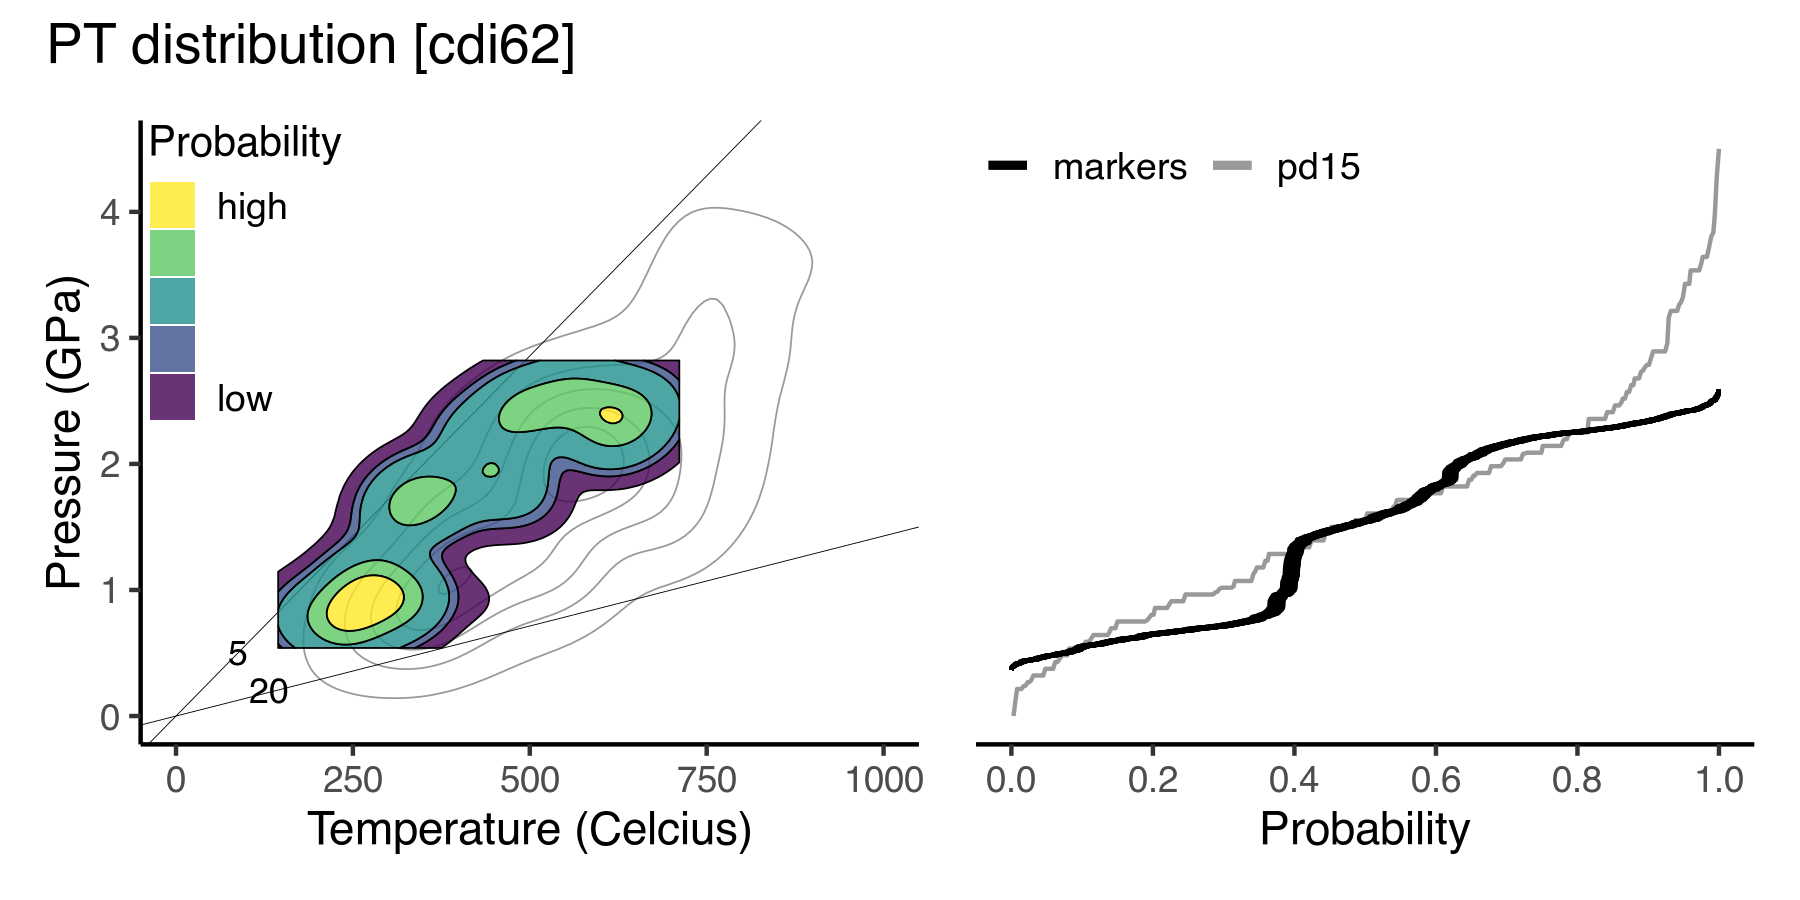 PT distribution [cdi62]
Probability
high
low
Pressure (GPa)
4
3
2
1
0
5
20
0 250 500 750 1000
Temperature (Celcius)
markers pd15
0.0 0.2 0.4 0.6 0.8 1.0
Probability